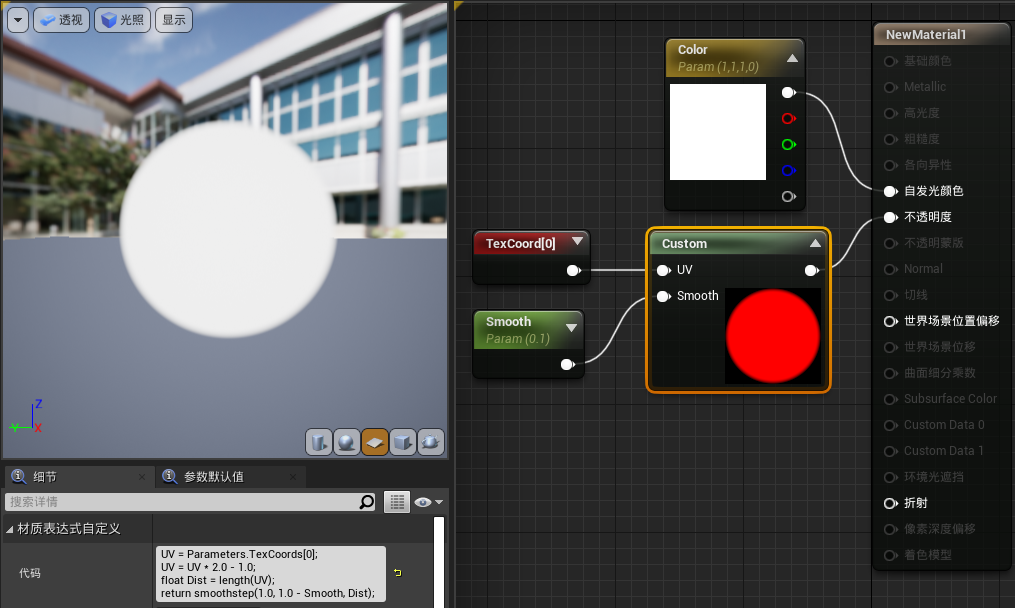 透视
光照
显示
Z
Y
X
细节
参数默认值
搜索详情
材质表达式自定义
代码
UV = Parameters.TexCoords[0];
UV = UV * 2.0 - 1.0;
float Dist = length(UV);
return smoothstep(1.0, 1.0 - Smooth, Dist);
Color
Param (1,1,1,0)
TexCoord[0]
Smooth
Param (0.1)
Custom
UV
Smooth
NewMaterial1
基础颜色
Metallic
高光度
粗糙度
各向异性
自发光颜色
不透明度
不透明蒙版
Normal
切线
世界场景位置偏移
世界场景位移
曲面细分乘数
Subsurface Color
Custom Data 0
Custom Data 1
环境光遮挡
折射
像素深度偏移
着色模型